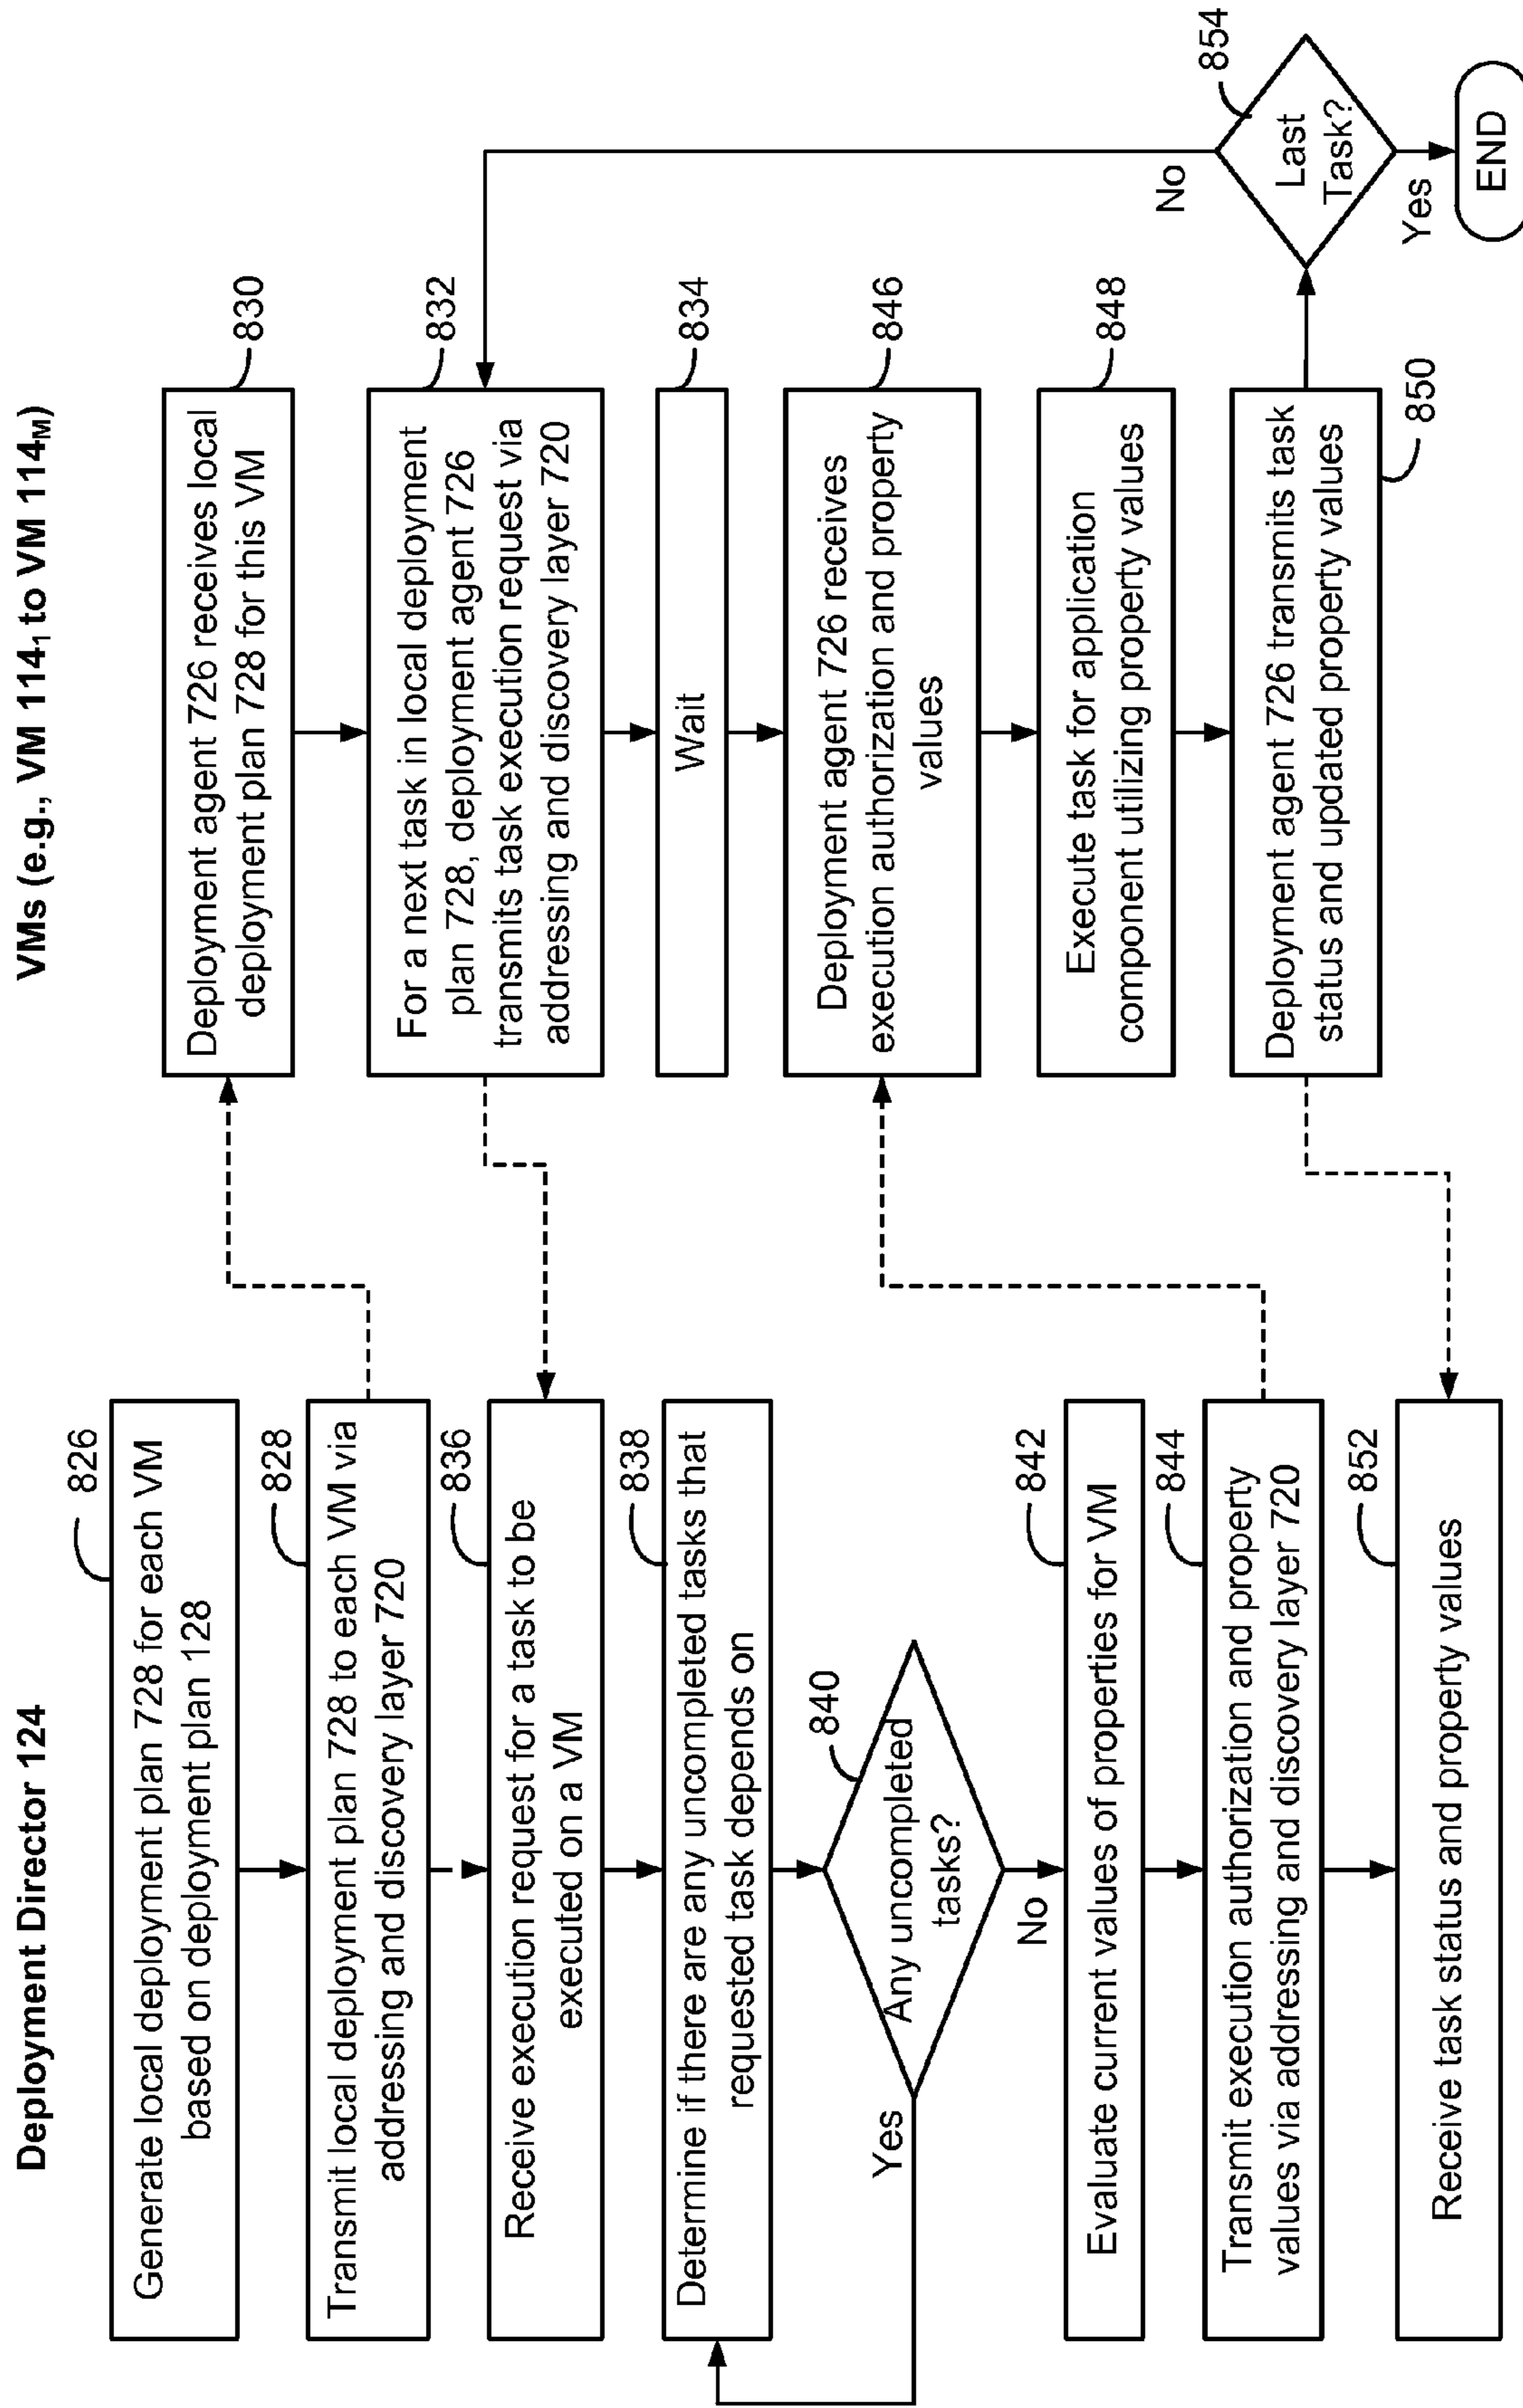 Deployment Director 124
826
Generate local deployment plan 728 for each VM
based on deployment plan 128
828
Transmit local deployment plan 728 to each VM via
addressing and discovery layer 720
836
Receive execution request for a task to be
executed on a VM
838
Determine if there are any uncompleted tasks that
requested task depends on
840
Any uncompleted
tasks?
Yes
No
842
Evaluate current values of properties for VM
844
Transmit execution authorization and property
values via addressing and discovery layer 720
852
Receive task status and property values
VMs (e.g., VM 114₁ to VM 114ₘ)
Deployment agent 726 receives local
deployment plan 728 for this VM
830
For a next task in local deployment
plan 728, deployment agent 726
transmits task execution request via
addressing and discovery layer 720
832
Wait
834
Deployment agent 726 receives
execution authorization and property
values
846
Execute task for application
component utilizing property values
848
Deployment agent 726 transmits task
status and updated property values
850
854
Last
Task?
No
Yes
END